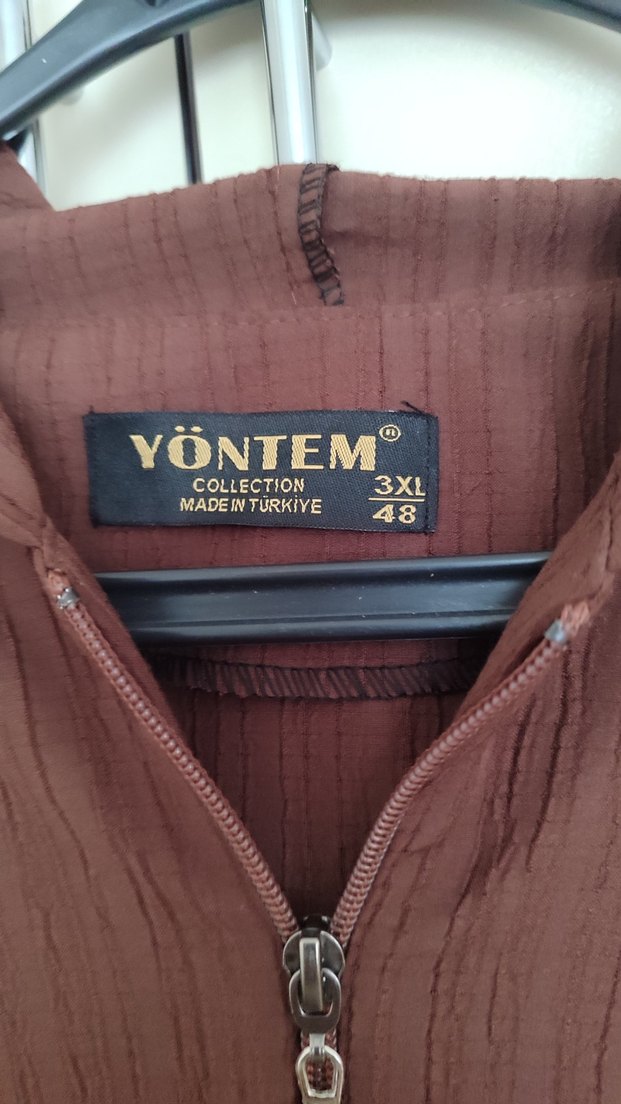 YÖNTEM®
COLLECTION
MADE IN TÜRKİYE
3XL
48